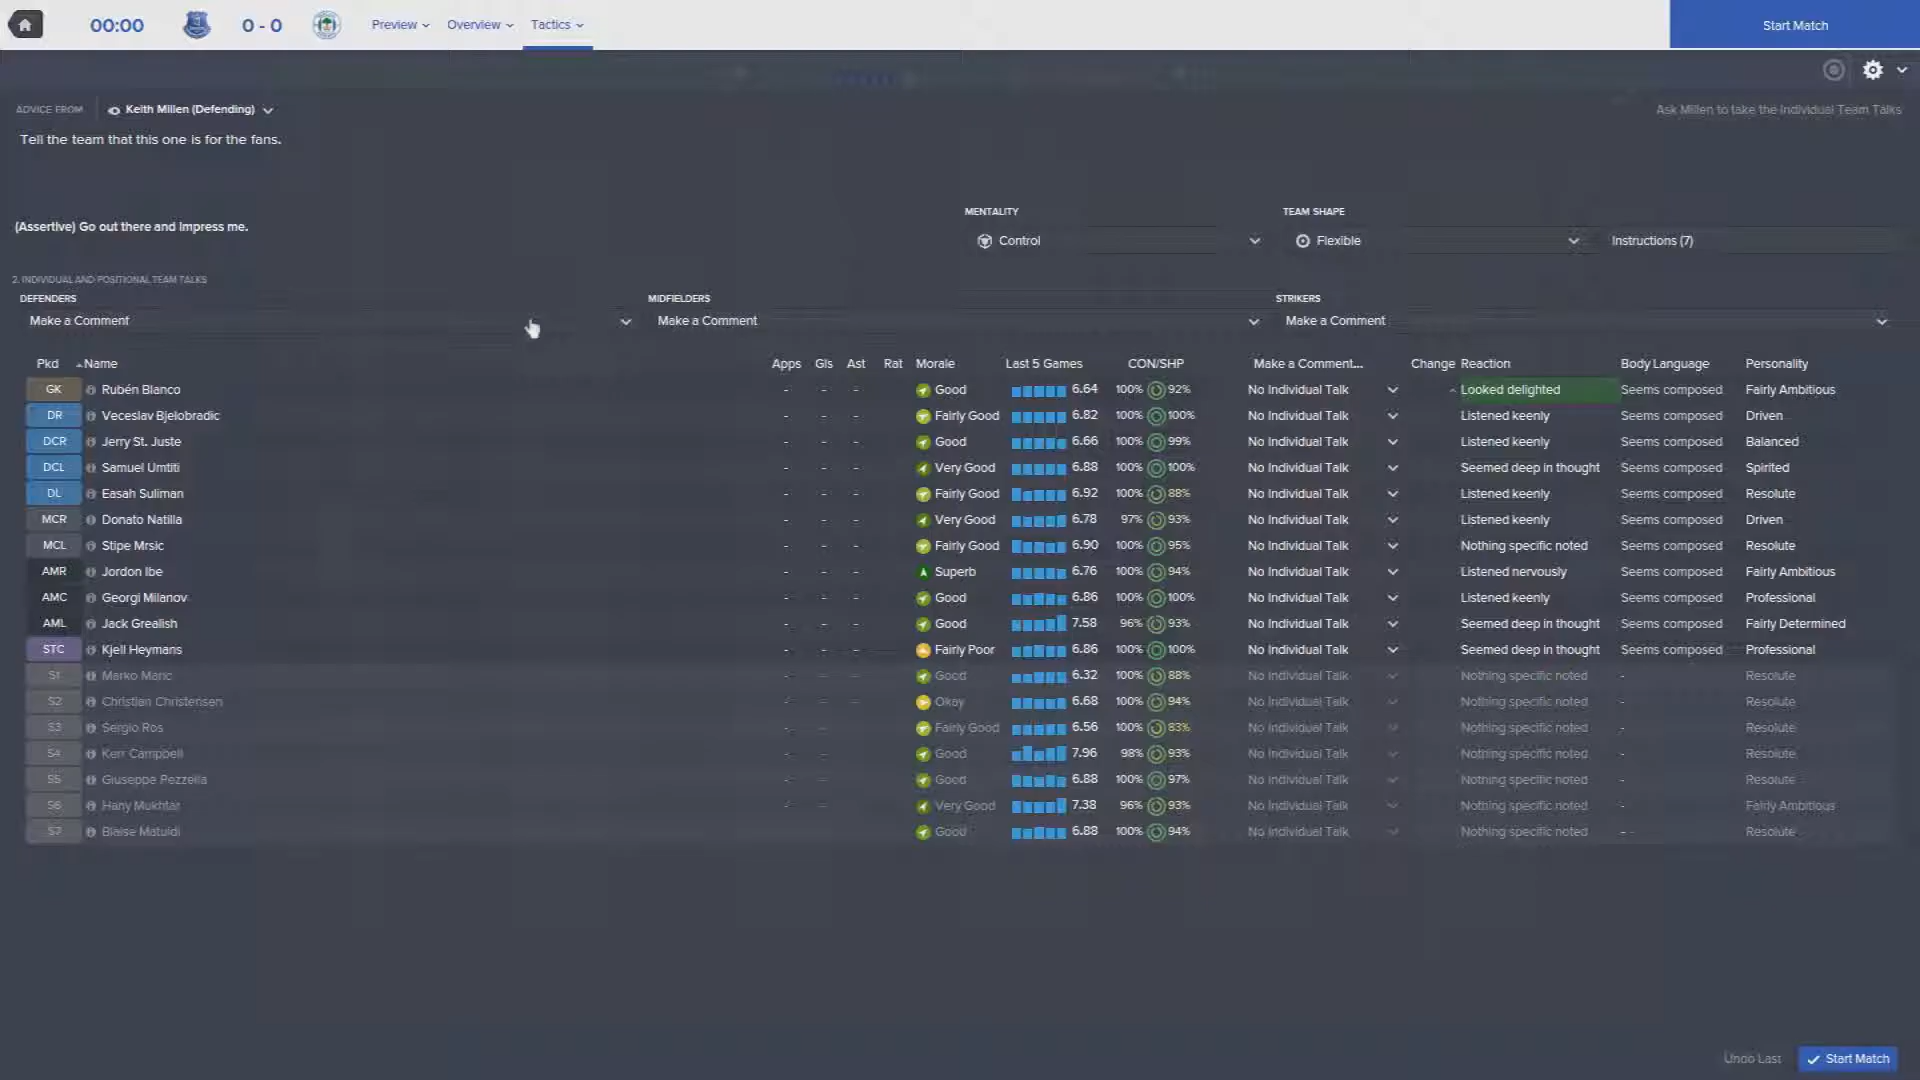 00:00 0 - 0 Preview Overview Tactics Start Match
ADVICE FROM Keith Millen (Defending) Ask Millen to take the Individual Team Talks
Tell the team that this one is for the fans.
MENTALITY TEAM SHAPE
(Assertive) Go out there and impress me.
Control Flexible Instructions (7)
2. INDIVIDUAL AND POSITIONAL TEAM TALKS
DEFENDERS MIDFIELDERS STRIKERS
Make a Comment Make a Comment Make a Comment
Pkd Name Apps Gls Ast Rat Morale Last 5 Games CON/SHP Make a Comment... Change Reaction Body Language Personality
GK Rubén Blanco - - - Good 6.64 100% 92% No Individual Talk Looked delighted Seems composed Fairly Ambitious
DR Veceslav Bjelobradic - - - Fairly Good 6.82 100% 100% No Individual Talk Listened keenly Seems composed Driven
DCR Jerry St. Juste - - - Good 6.66 100% 99% No Individual Talk Listened keenly Seems composed Balanced
DCL Samuel Umtiti - - - Very Good 6.88 100% 100% No Individual Talk Seemed deep in thought Seems composed Spirited
DL Easah Suliman - - - Fairly Good 6.92 100% 88% No Individual Talk Listened keenly Seems composed Resolute
MCR Donato Natilla - - - Very Good 6.78 97% 93% No Individual Talk Listened keenly Seems composed Driven
MCL Stipe Mrsic - - - Fairly Good 6.90 100% 95% No Individual Talk Nothing specific noted Seems composed Resolute
AMR Jordon Ibe - - - Superb 6.76 100% 94% No Individual Talk Listened nervously Seems composed Fairly Ambitious
AMC Georgi Milanov - - - Good 6.86 100% 100% No Individual Talk Listened keenly Seems composed Professional
AML Jack Grealish - - - Good 7.58 96% 93% No Individual Talk Seemed deep in thought Seems composed Fairly Determined
STC Kjell Heymans - - - Fairly Poor 6.86 100% 100% No Individual Talk Seemed deep in thought Seems composed Professional
S1 Marko Maric - - - Good 6.32 100% 88% No Individual Talk Nothing specific noted - Resolute
S2 Christian Christensen - - - Okay 6.68 100% 94% No Individual Talk Nothing specific noted - Resolute
S3 Sergio Ros - - Fairly Good 6.56 100% 83% No Individual Talk Nothing specific noted - Resolute
S4 Kerr Campbell - - Good 7.96 98% 93% No Individual Talk Nothing specific noted - Resolute
S5 Giuseppe Pezzella - - Good 6.88 100% 97% No Individual Talk Nothing specific noted - Resolute
S6 Hany Mukhtar - - Very Good 7.38 96% 93% No Individual Talk Nothing specific noted - Fairly Ambitious
S7 Blaise Matuidi Good 6.88 100% 94% No Individual Talk Nothing specific noted - Resolute
Undo Last Start Match